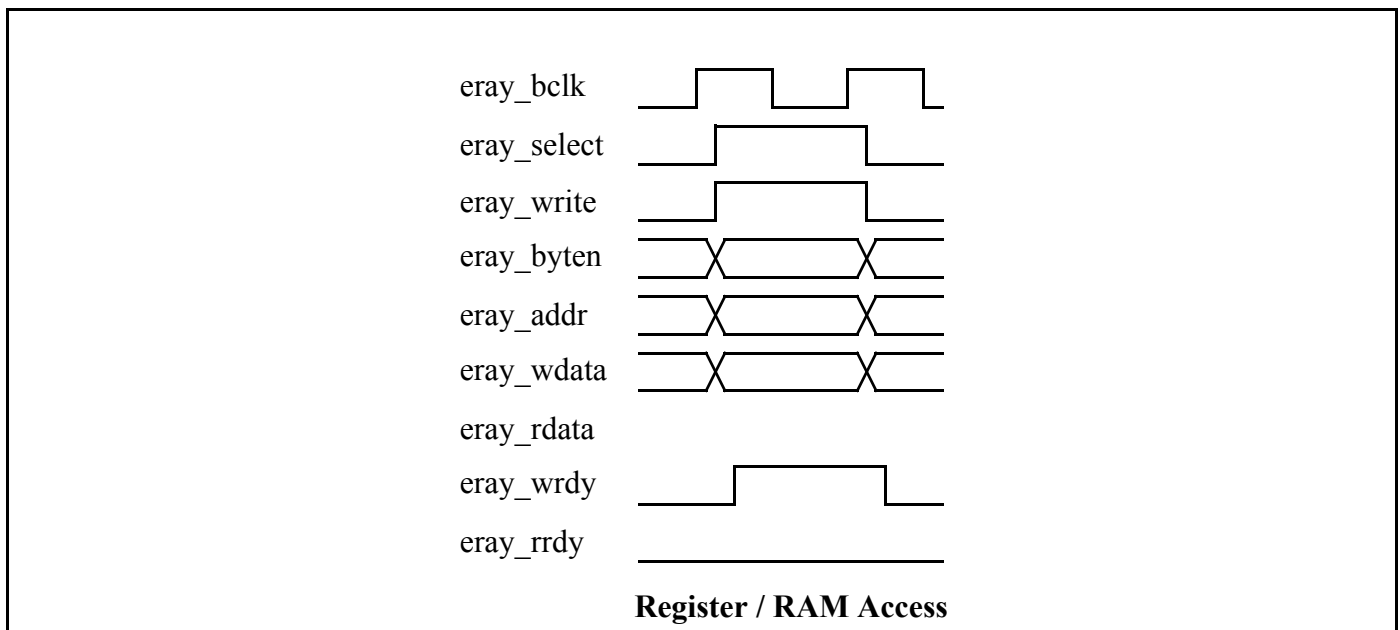 eray_bclk
eray_select
eray_write
eray_byten
eray_addr
eray_wdata
eray_rdata
eray_wrdy
eray_rrdy
Register / RAM Access